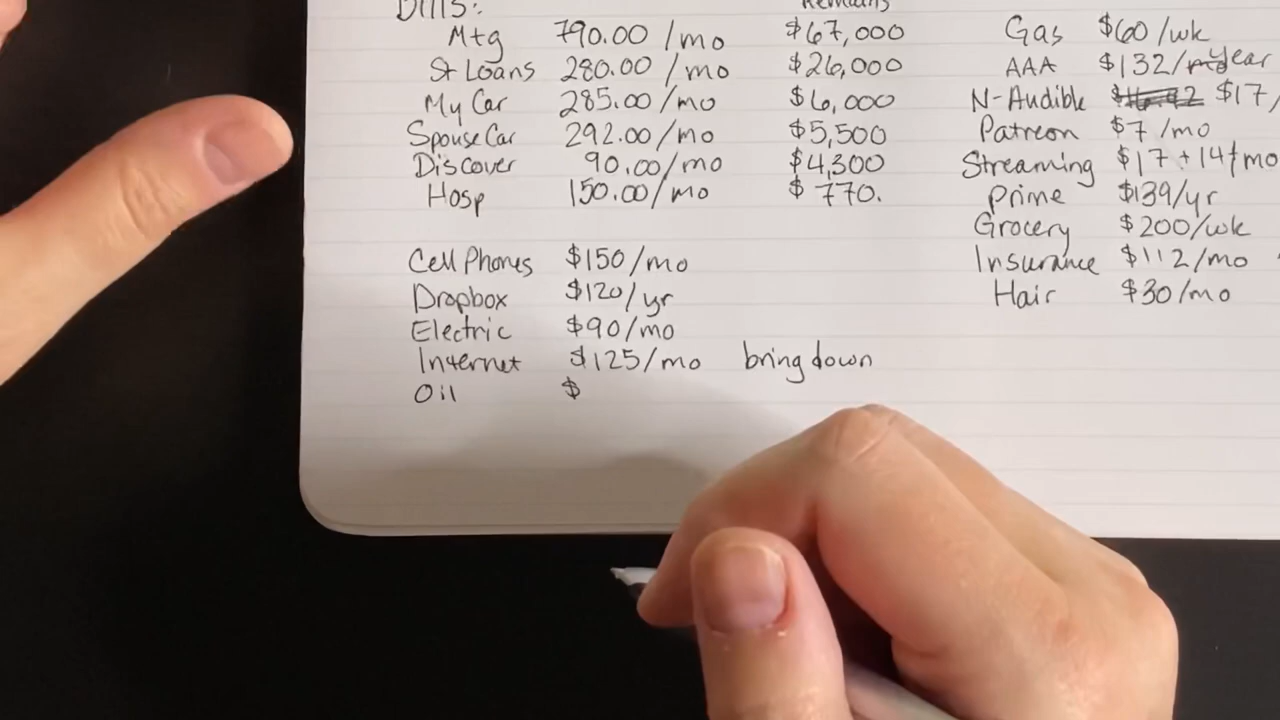 Bills: Remains
Mtg 790.00 /mo $67,000
St Loans 280.00 /mo $26,000
My Car 285.00/mo $6,000
Spouse Car 292.00/mo $5,500
Discover 90.00/mo $4,300
Hosp 150.00/mo $770.
Cell Phones $150/mo
Dropbox $120/yr
Electric $90/mo
Internet $125/mo bring down
Oil $
Gas $60/wk
AAA $132/year
N-Audible $17/
Patreon $7/mo
Streaming $17+14/mo
Prime $139/yr
Grocery $200/wk
Insurance $112/mo
Hair $30/mo